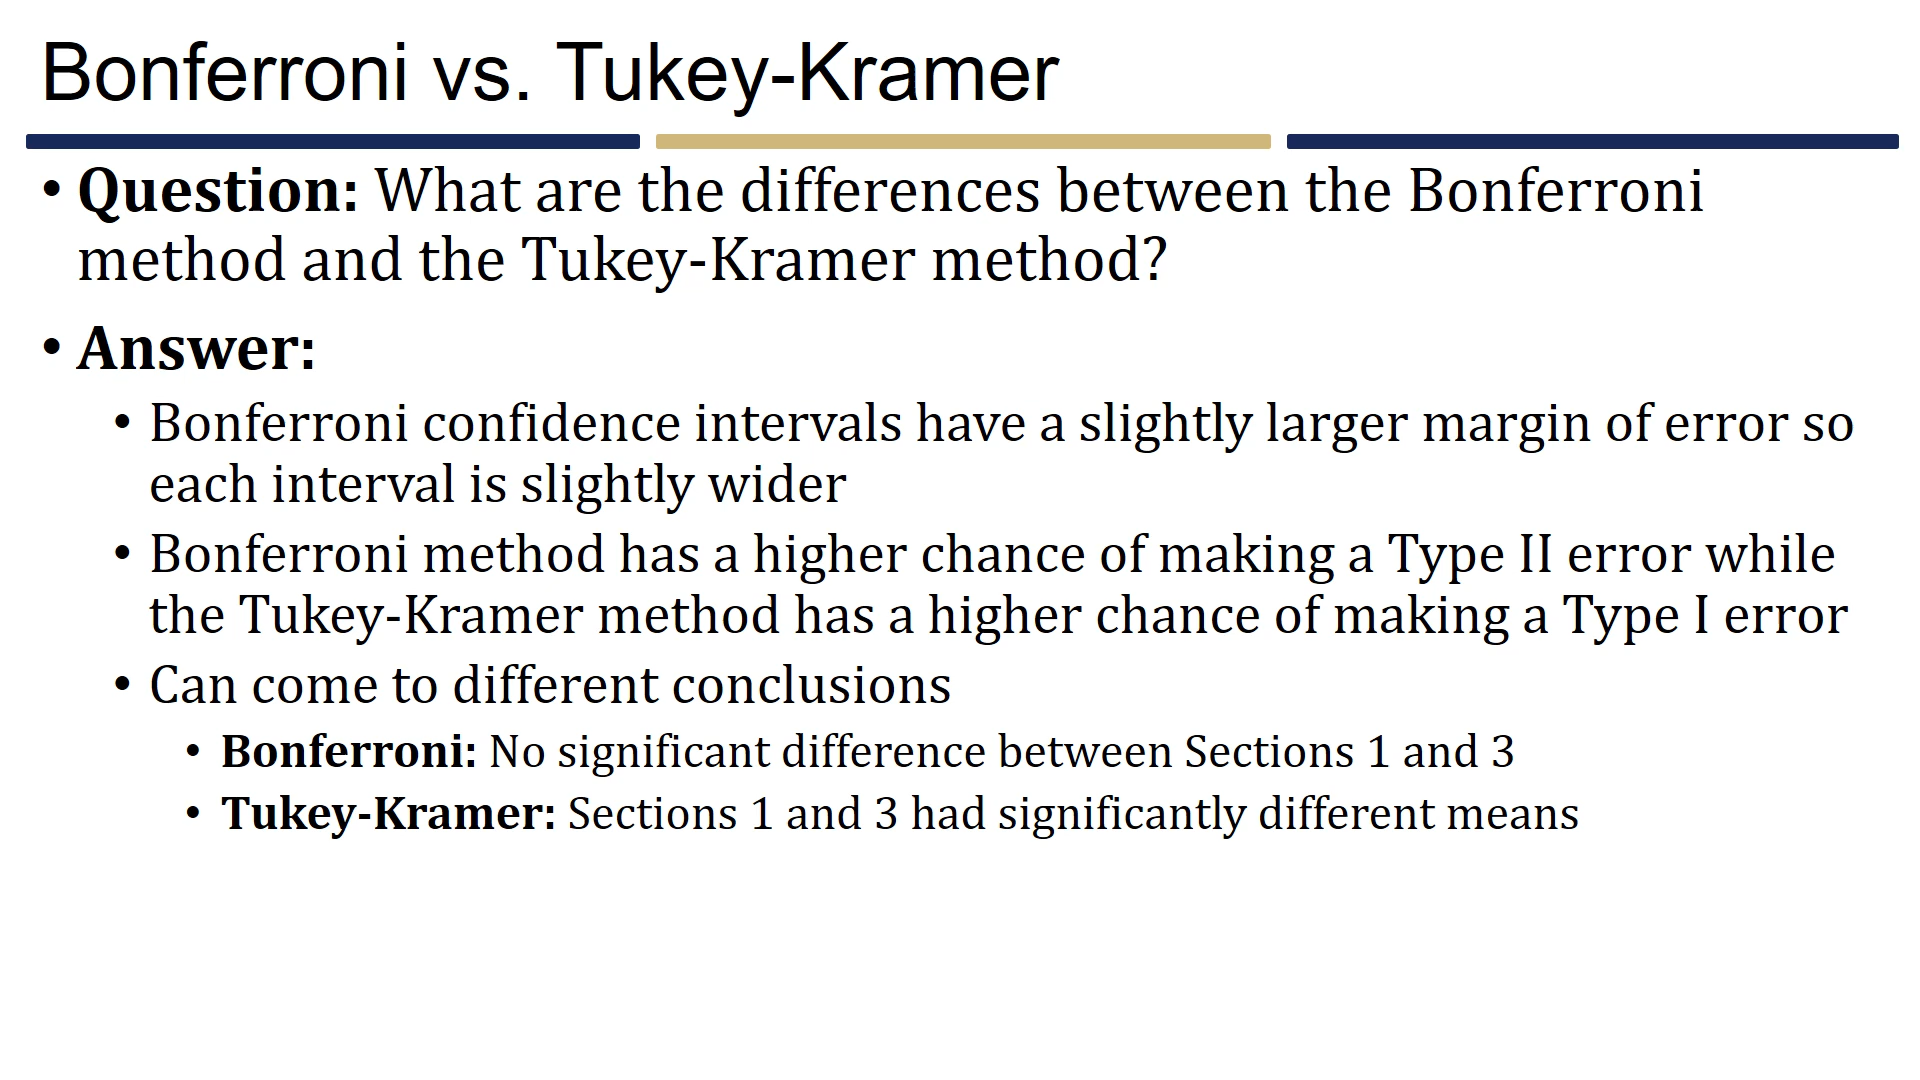 Bonferroni vs. Tukey-Kramer
• Question: What are the differences between the Bonferroni
method and the Tukey-Kramer method?
• Answer:
• Bonferroni confidence intervals have a slightly larger margin of error so
each interval is slightly wider
• Bonferroni method has a higher chance of making a Type II error while
the Tukey-Kramer method has a higher chance of making a Type I error
• Can come to different conclusions
• Bonferroni: No significant difference between Sections 1 and 3
• Tukey-Kramer: Sections 1 and 3 had significantly different means